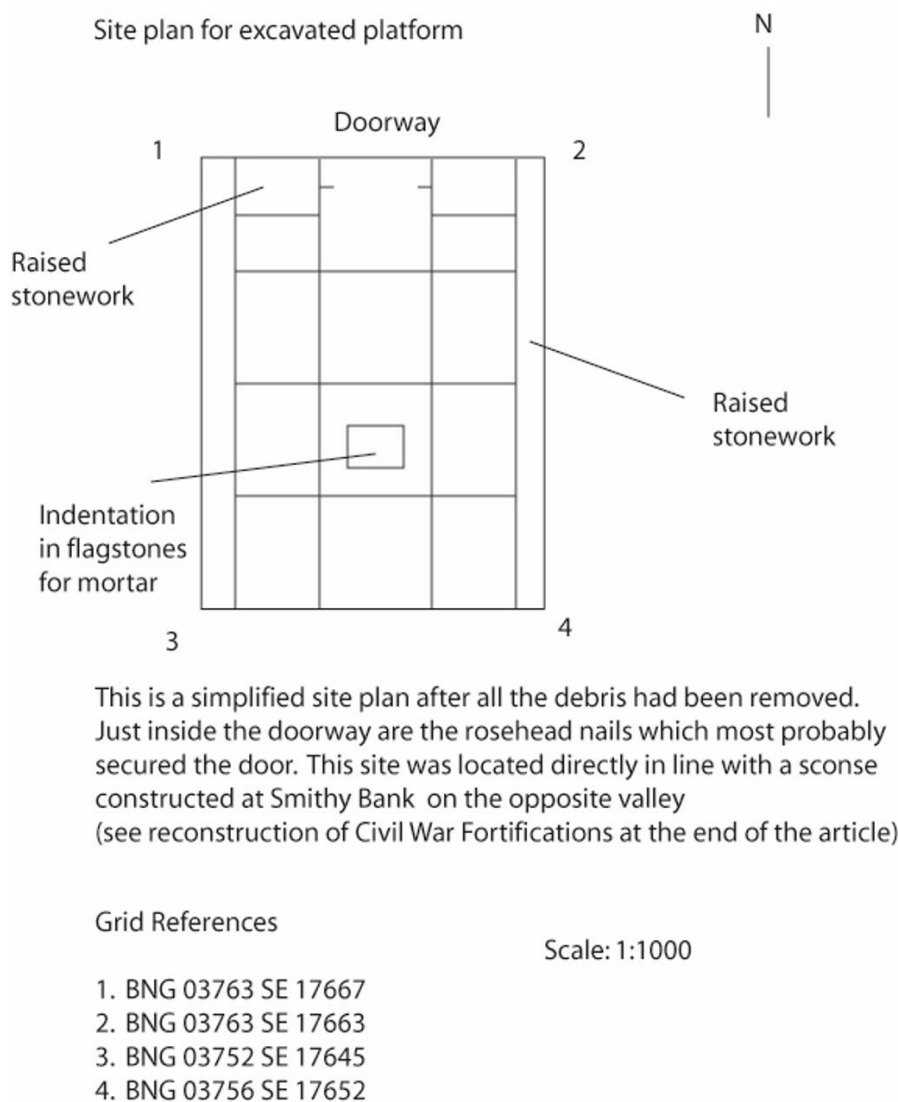 Site plan for excavated platform
N
Doorway
1
2
Raised
stonework
Raised
stonework
Indentation
in flagstones
for mortar
3
4
This is a simplified site plan after all the debris had been removed.
Just inside the doorway are the rosehead nails which most probably
secured the door. This site was located directly in line with a sconse
constructed at Smithy Bank on the opposite valley
(see reconstruction of Civil War Fortifications at the end of the article)
Grid References
Scale: 1:1000
1. BNG 03763 SE 17667
2. BNG 03763 SE 17663
3. BNG 03752 SE 17645
4. BNG 03756 SE 17652